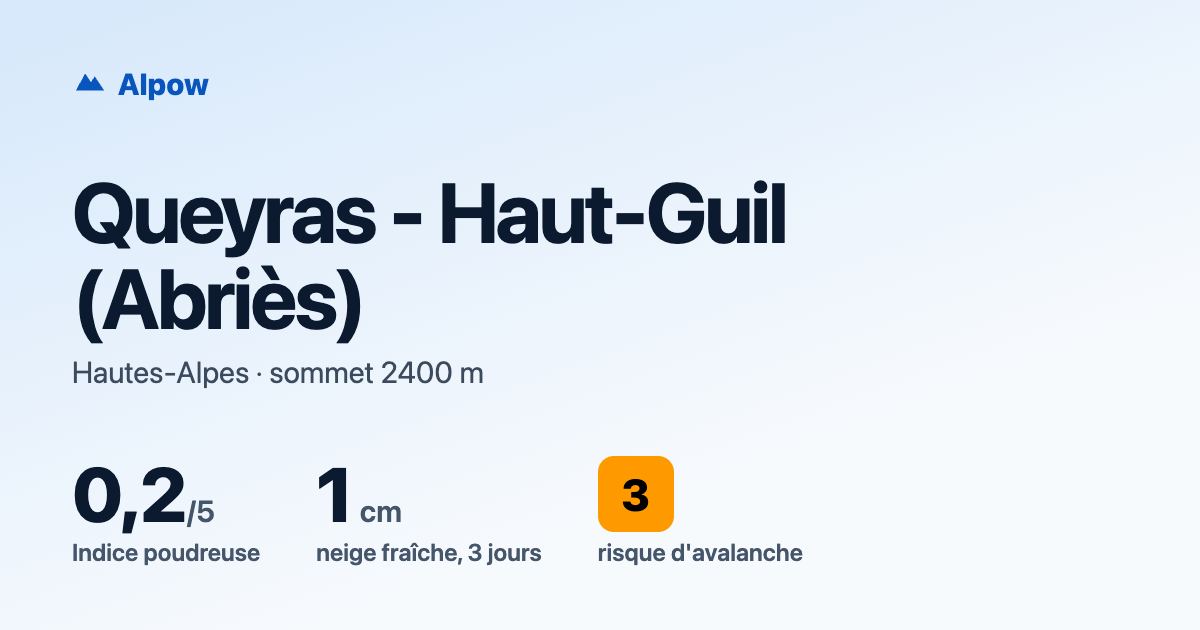 Alpow
Queyras - Haut-Guil
(Abriès)
Hautes-Alpes · sommet 2400 m
0,2/5
Indice poudreuse
1 cm
neige fraîche, 3 jours
3
risque d'avalanche